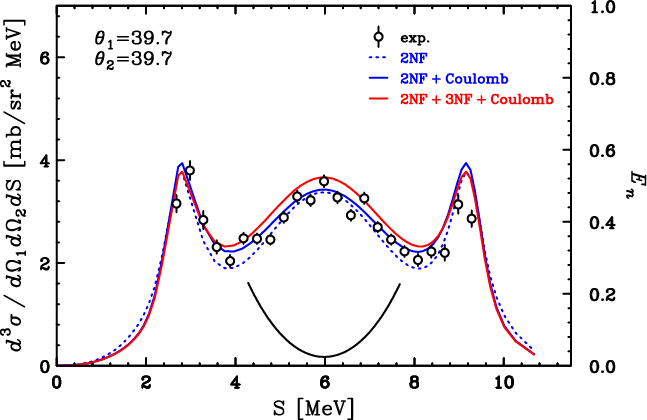 θ₁=39.7
θ₂=39.7
exp.
2NF
2NF + Coulomb
2NF + 3NF + Coulomb
d³σ / dΩ₁dΩ₂dS [mb/sr² MeV]
0 2 4 6
Eₙ
0.0 0.2 0.4 0.6 0.8 1.0
0 2 4 6 8 10
S [MeV]